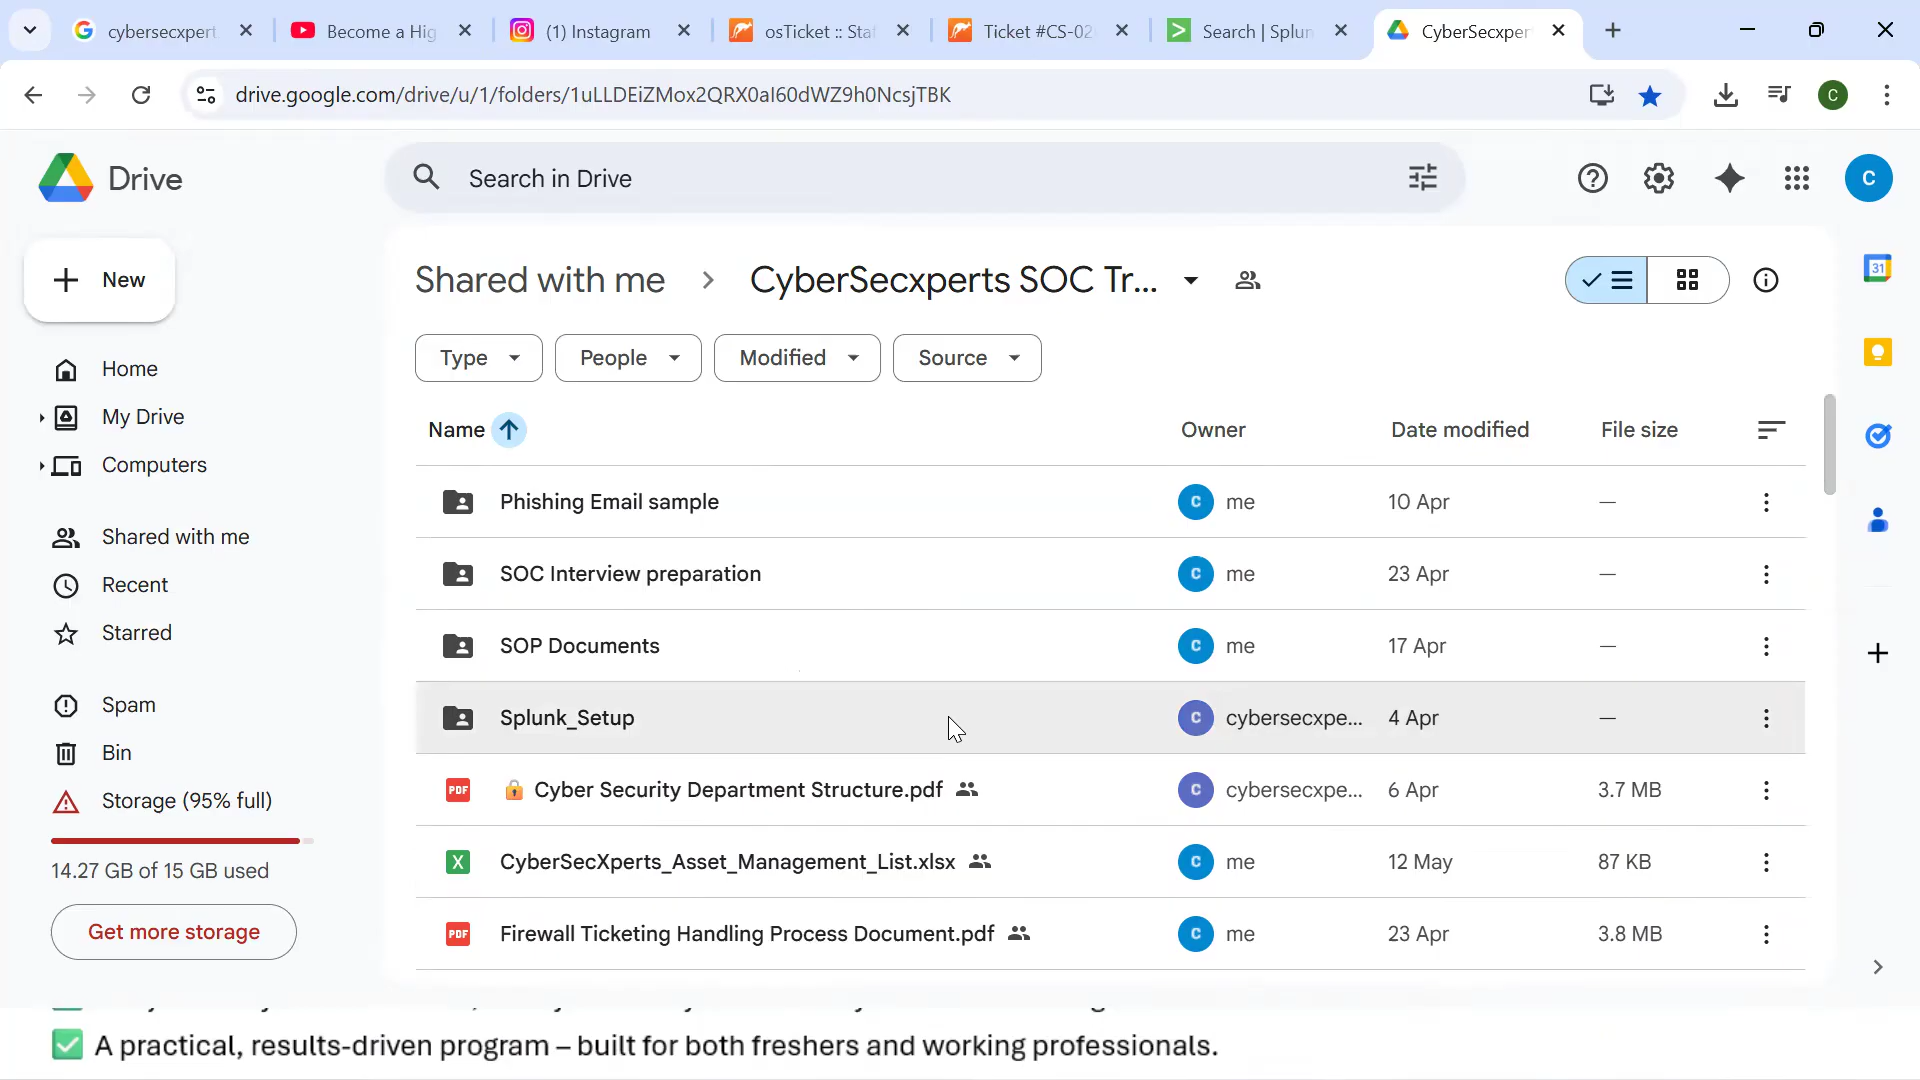 cybersecxpert
Become a Hig
(1) Instagram
osTicket :: Sta
Ticket #CS-02
Search | Splun
CyberSecxper
drive.google.com/drive/u/1/folders/1uLLDEiZMox2QRX0aI60dWZ9h0NcsjTBK
C
Drive
Search in Drive
C
New
Shared with me
CyberSecxperts SOC Tr...
31
Type
People
Modified
Source
Home
My Drive
Computers
Shared with me
Recent
Starred
Spam
Bin
Storage (95% full)
14.27 GB of 15 GB used
Get more storage
Name
Owner
Date modified
File size
Phishing Email sample
C me
10 Apr
—
SOC Interview preparation
C me
23 Apr
—
SOP Documents
C me
17 Apr
—
Splunk_Setup
C cybersecxpe...
4 Apr
—
PDF 🔒 Cyber Security Department Structure.pdf
C cybersecxpe...
6 Apr
3.7 MB
X CyberSecXperts_Asset_Management_List.xlsx
C me
12 May
87 KB
PDF Firewall Ticketing Handling Process Document.pdf
C me
23 Apr
3.8 MB
✅ A practical, results-driven program – built for both freshers and working professionals.